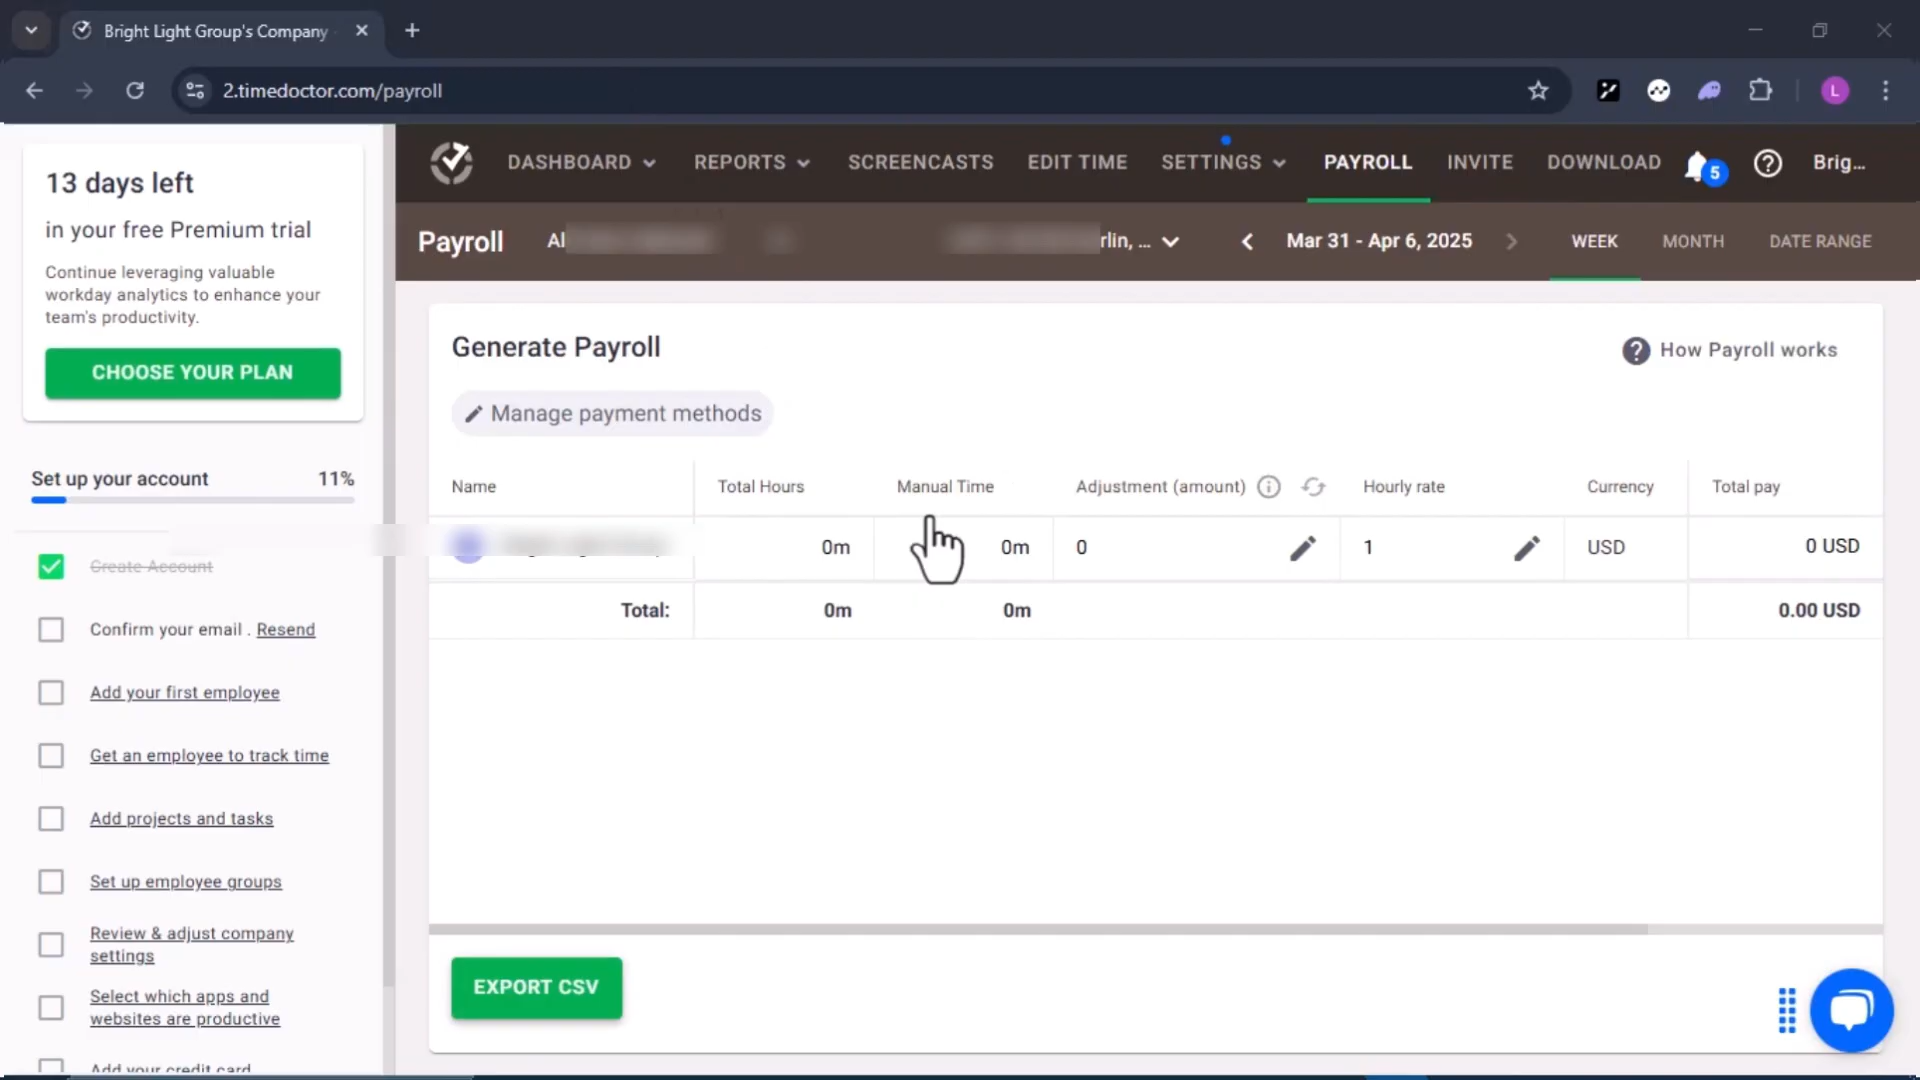 Bright Light Group's Company
2.timedoctor.com/payroll
L
13 days left
in your free Premium trial
Continue leveraging valuable
workday analytics to enhance your
team's productivity.
CHOOSE YOUR PLAN
Set up your account 11%
Create Account
Confirm your email . Resend
Add your first employee
Get an employee to track time
Add projects and tasks
Set up employee groups
Review & adjust company
settings
Select which apps and
websites are productive
Add your credit card
DASHBOARD REPORTS SCREENCASTS EDIT TIME SETTINGS PAYROLL INVITE DOWNLOAD 5 Brig...
Payroll Al rlin, ... Mar 31 - Apr 6, 2025 WEEK MONTH DATE RANGE
Generate Payroll
How Payroll works
Manage payment methods
Name Total Hours Manual Time Adjustment (amount) Hourly rate Currency Total pay
0m 0m 0 1 USD 0 USD
Total: 0m 0m 0.00 USD
EXPORT CSV